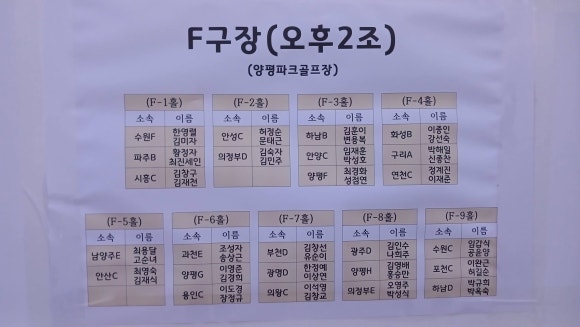 F구장(오후2조)
(양평파크골프장)
(F-1홀) (F-2홀) (F-3홀) (F-4홀)
소속 이름 소속 이름 소속 이름 소속 이름
수원F 한영렬 김미자 안성C 허정순 문태근 하남B 김훈이 변용복 화성B 이종인 강선숙
파주B 황정자 최진세인 의정부D 김숙자 김민주 안양C 임재훈 박성호 구리A 박해일 신종찬
시흥C 김창구 김재천 양평F 최경화 성점연 연천C 정계진 이재준
(F-5홀) (F-6홀) (F-7홀) (F-8홀) (F-9홀)
소속 이름 소속 이름 소속 이름 소속 이름 소속 이름
남양주E 최용달 고순녀 과천E 조성자 송상근 부천D 김창선 유순이 광주D 김인수 나희주 수원C 임갑식 공윤양
안산C 최영숙 김재식 양평G 이영준 김경희 광명D 한정예 이상연 양평H 김명배 홍승만 포천C 이완근 허길순
용인C 이도경 장정규 의왕C 이석영 김창교 의정부E 오영주 박성식 하남D 박규희 박옥숙